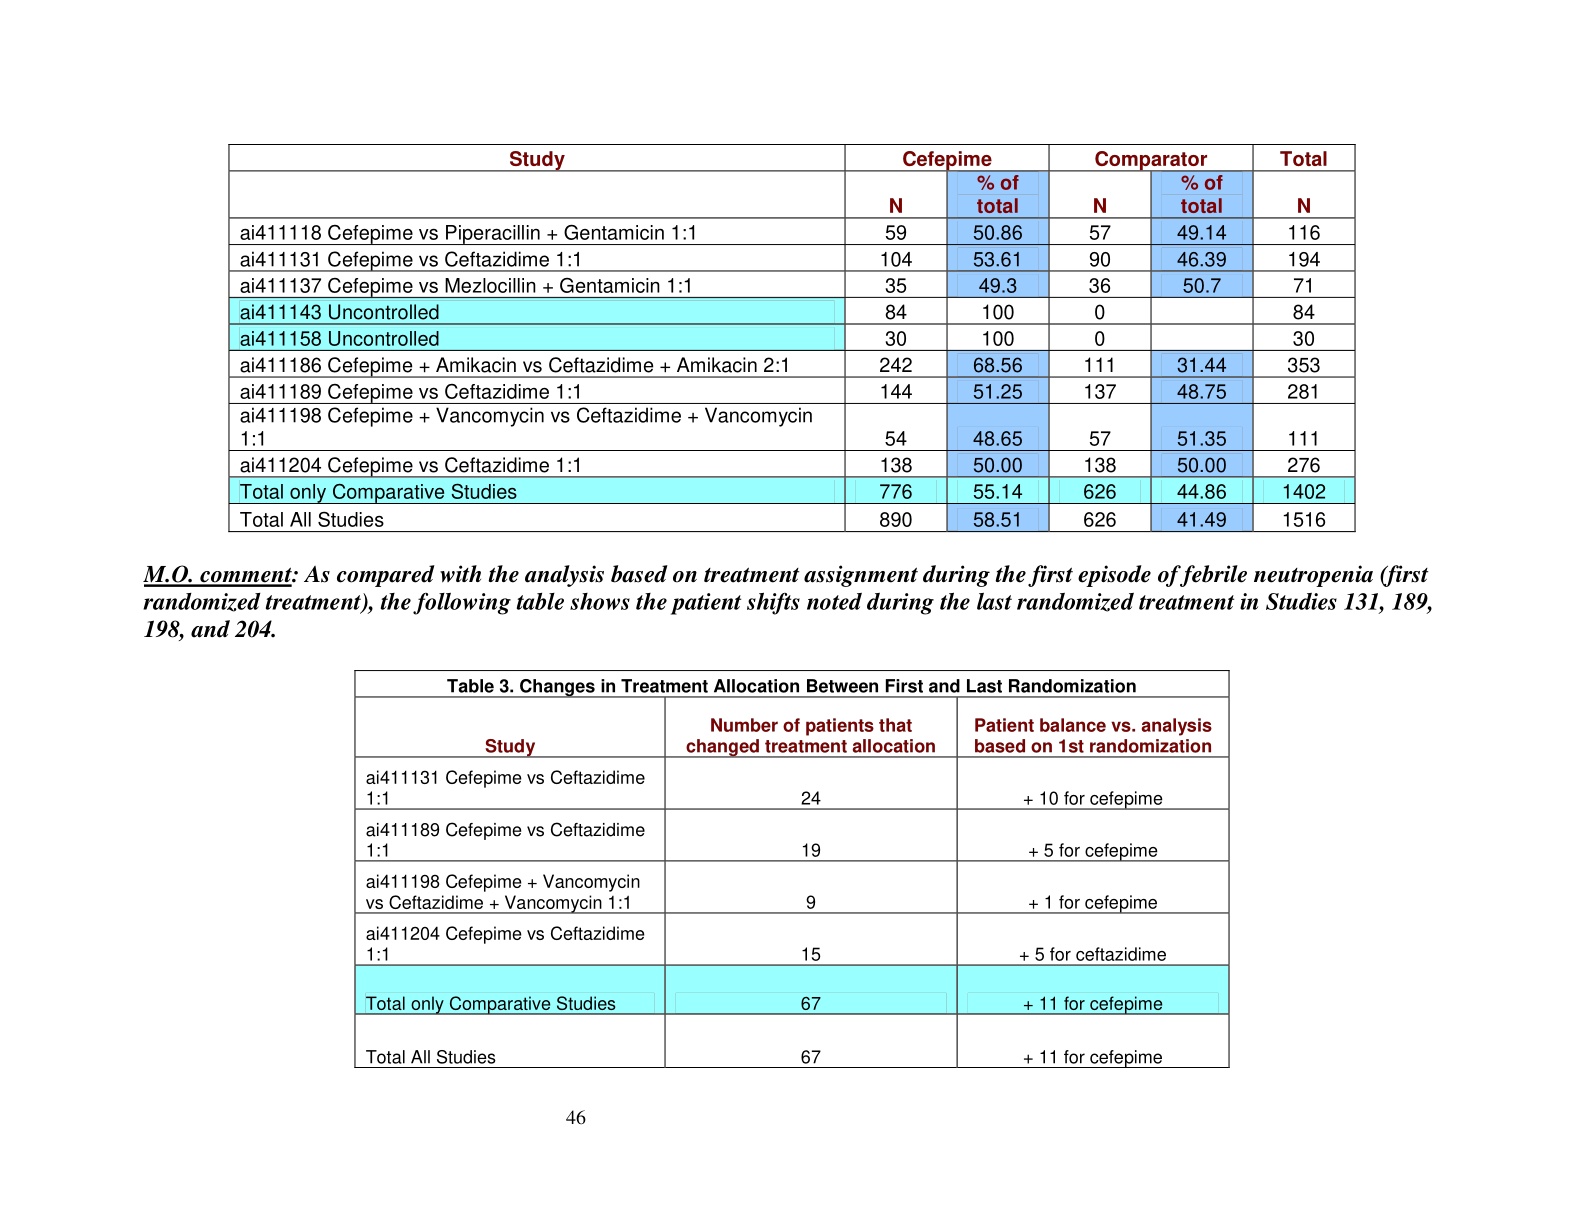 Study Cefepime Comparator Total
N % of total N % of total N
ai411118 Cefepime vs Piperacillin + Gentamicin 1:1 59 50.86 57 49.14 116
ai411131 Cefepime vs Ceftazidime 1:1 104 53.61 90 46.39 194
ai411137 Cefepime vs Mezlocillin + Gentamicin 1:1 35 49.3 36 50.7 71
ai411143 Uncontrolled 84 100 0 84
ai411158 Uncontrolled 30 100 0 30
ai411186 Cefepime + Amikacin vs Ceftazidime + Amikacin 2:1 242 68.56 111 31.44 353
ai411189 Cefepime vs Ceftazidime 1:1 144 51.25 137 48.75 281
ai411198 Cefepime + Vancomycin vs Ceftazidime + Vancomycin
1:1 54 48.65 57 51.35 111
ai411204 Cefepime vs Ceftazidime 1:1 138 50.00 138 50.00 276
Total only Comparative Studies 776 55.14 626 44.86 1402
Total All Studies 890 58.51 626 41.49 1516
M.O. comment: As compared with the analysis based on treatment assignment during the first episode of febrile neutropenia (first
randomized treatment), the following table shows the patient shifts noted during the last randomized treatment in Studies 131, 189,
198, and 204.
Table 3. Changes in Treatment Allocation Between First and Last Randomization
Number of patients that Patient balance vs. analysis
Study changed treatment allocation based on 1st randomization
ai411131 Cefepime vs Ceftazidime
1:1 24 + 10 for cefepime
ai411189 Cefepime vs Ceftazidime
1:1 19 + 5 for cefepime
ai411198 Cefepime + Vancomycin
vs Ceftazidime + Vancomycin 1:1 9 + 1 for cefepime
ai411204 Cefepime vs Ceftazidime
1:1 15 + 5 for ceftazidime
Total only Comparative Studies 67 + 11 for cefepime
Total All Studies 67 + 11 for cefepime
46